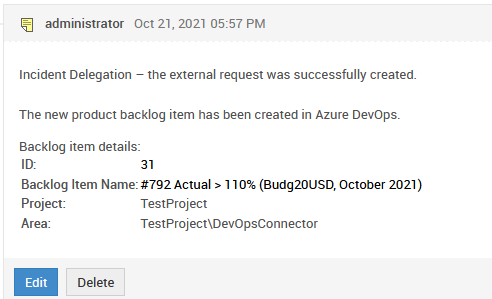 administrator Oct 21, 2021 05:57 PM
Incident Delegation – the external request was successfully created.
The new product backlog item has been created in Azure DevOps.
Backlog item details:
ID: 31
Backlog Item Name: #792 Actual > 110% (Budg20USD, October 2021)
Project: TestProject
Area: TestProject\DevOpsConnector
Edit Delete